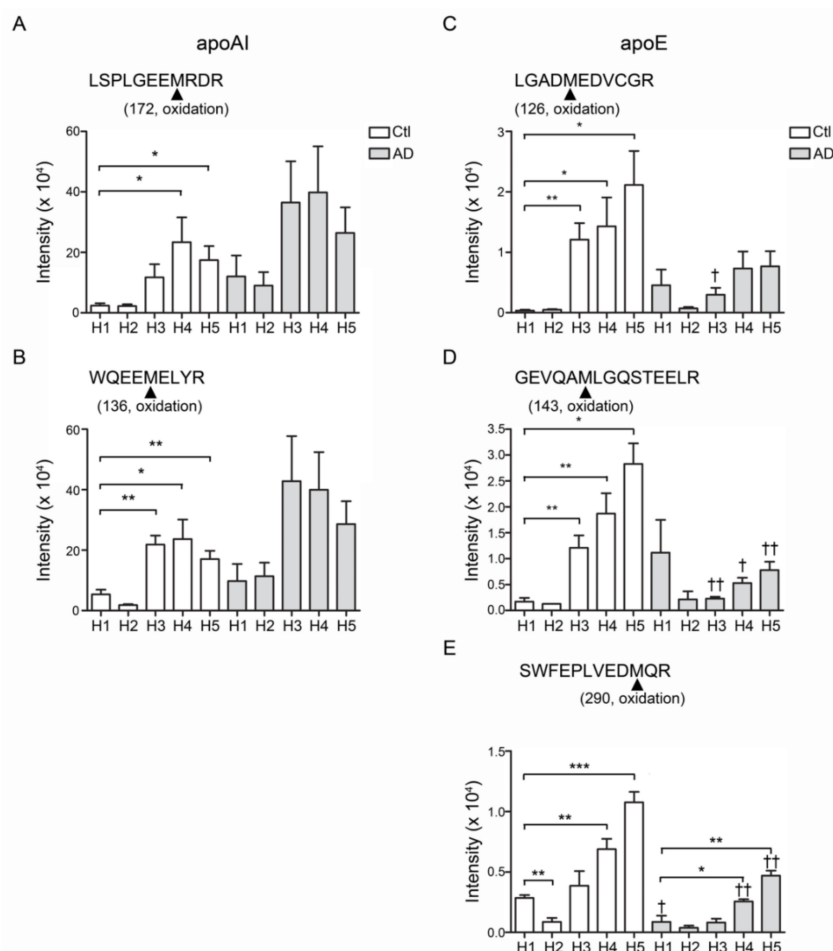 A
apoAI
LSPLGEEMRDR
▲
(172, oxidation)
Intensity (x 10⁴)
60
40
20
0
*
*
H1 H2 H3 H4 H5 H1 H2 H3 H4 H5
Ctl
AD
B
WQEEMELYR
▲
(136, oxidation)
Intensity (x 10⁴)
60
40
20
0
**
*
**
H1 H2 H3 H4 H5 H1 H2 H3 H4 H5
C
apoE
LGADMEDVCGR
▲
(126, oxidation)
Intensity (x 10⁴)
3
2
1
0
*
*
**
†
H1 H2 H3 H4 H5 H1 H2 H3 H4 H5
Ctl
AD
D
GEVQAMLGQSTEELR
▲
(143, oxidation)
Intensity (x 10⁴)
3.5
3.0
2.5
2.0
1.5
1.0
0.5
0.0
*
**
**
†† † ††
H1 H2 H3 H4 H5 H1 H2 H3 H4 H5
E
SWFEPLVEDMQR
▲
(290, oxidation)
Intensity (x 10⁴)
1.5
1.0
0.5
0.0
***
**
**
**
*
† †† ††
H1 H2 H3 H4 H5 H1 H2 H3 H4 H5